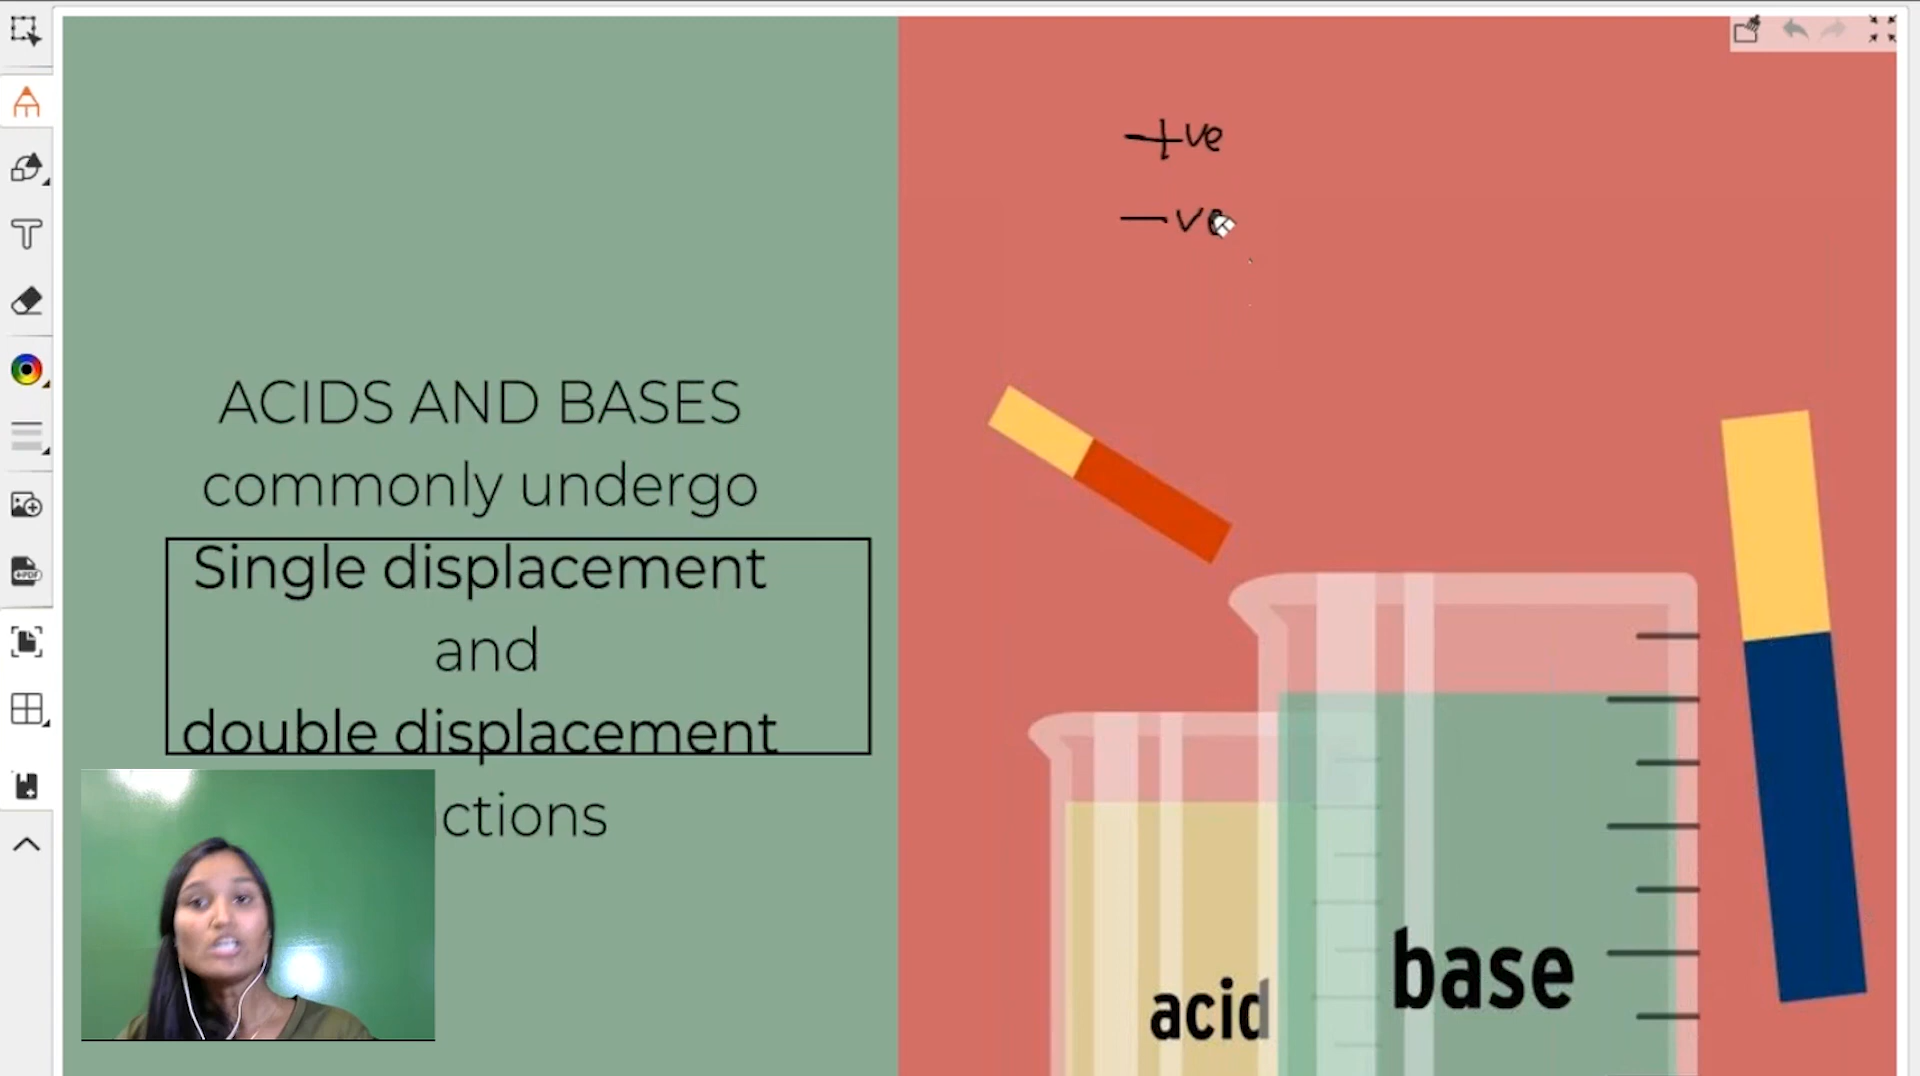 +ve
-ve
ACIDS AND BASES
commonly undergo
Single displacement
and
double displacement
ctions
acid
base